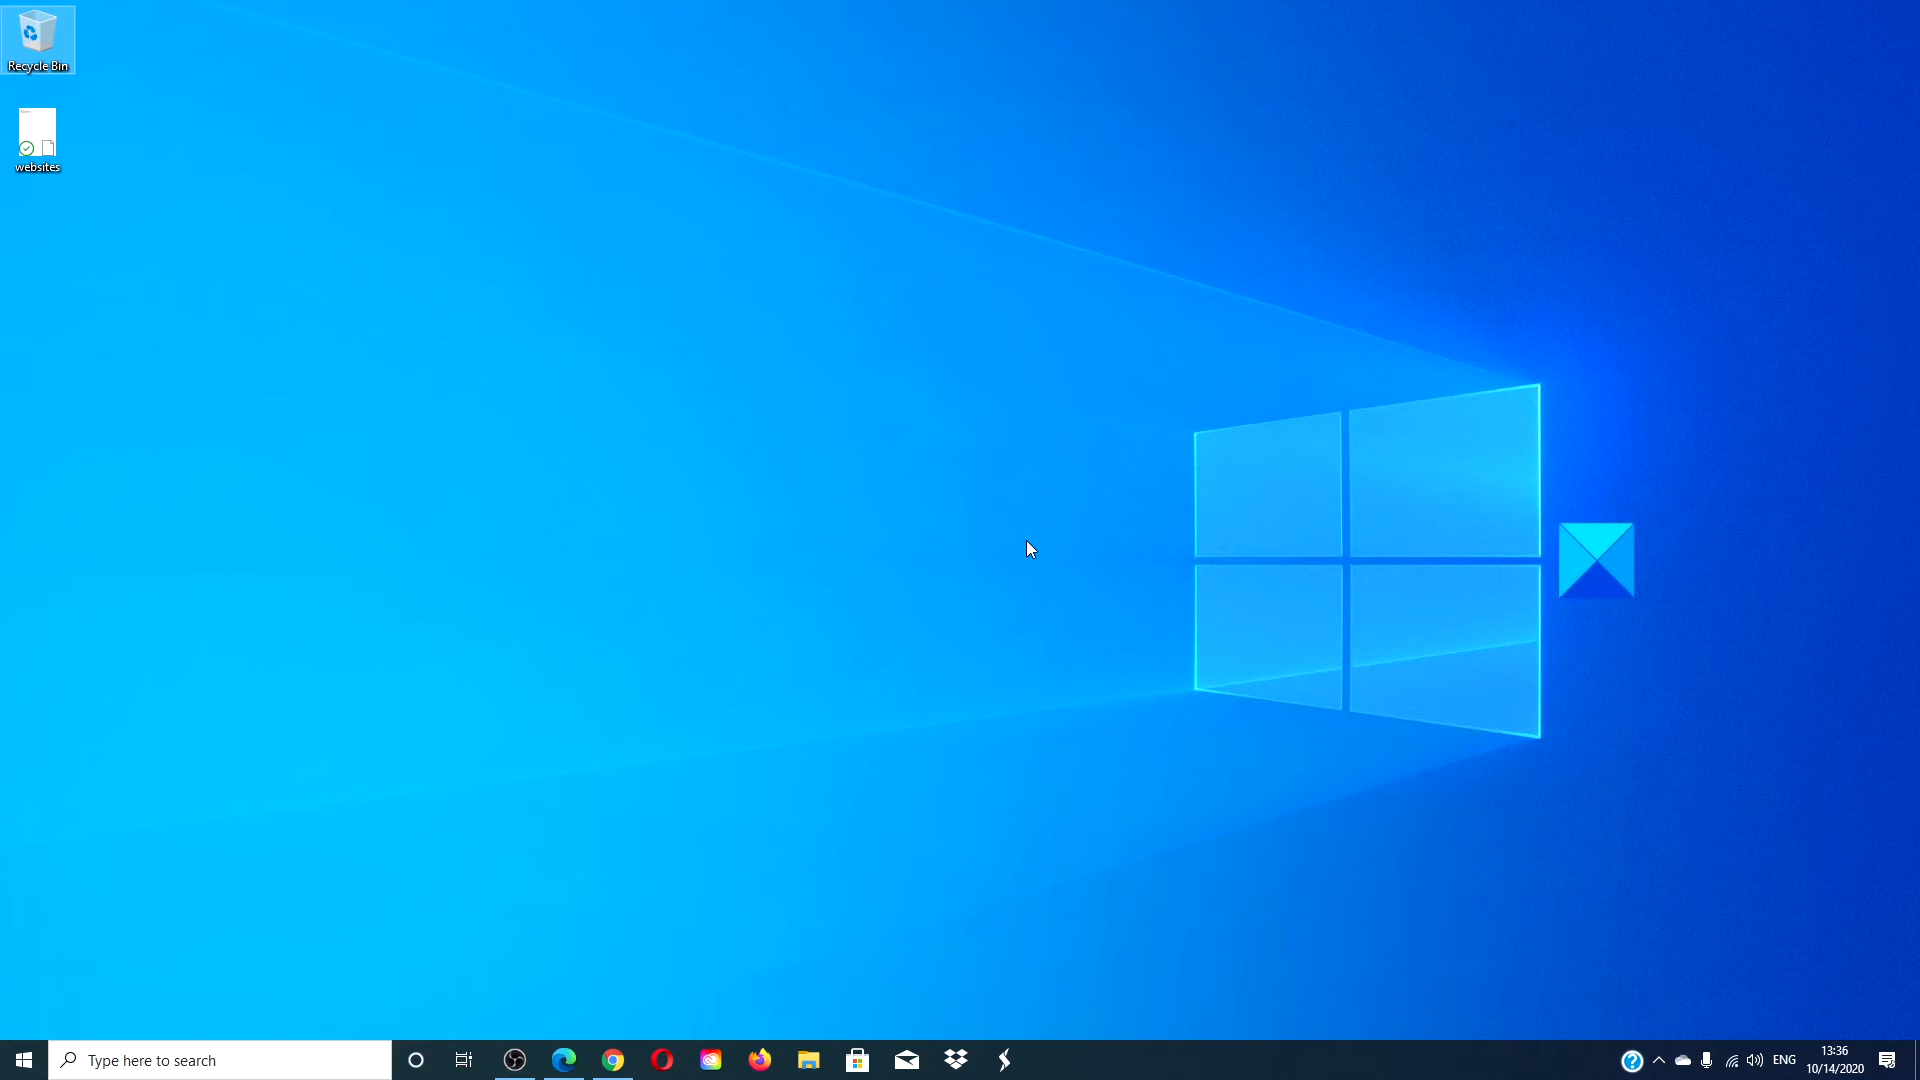 Recycle Bin
websites
Type here to search
ENG
13:36
10/14/2020